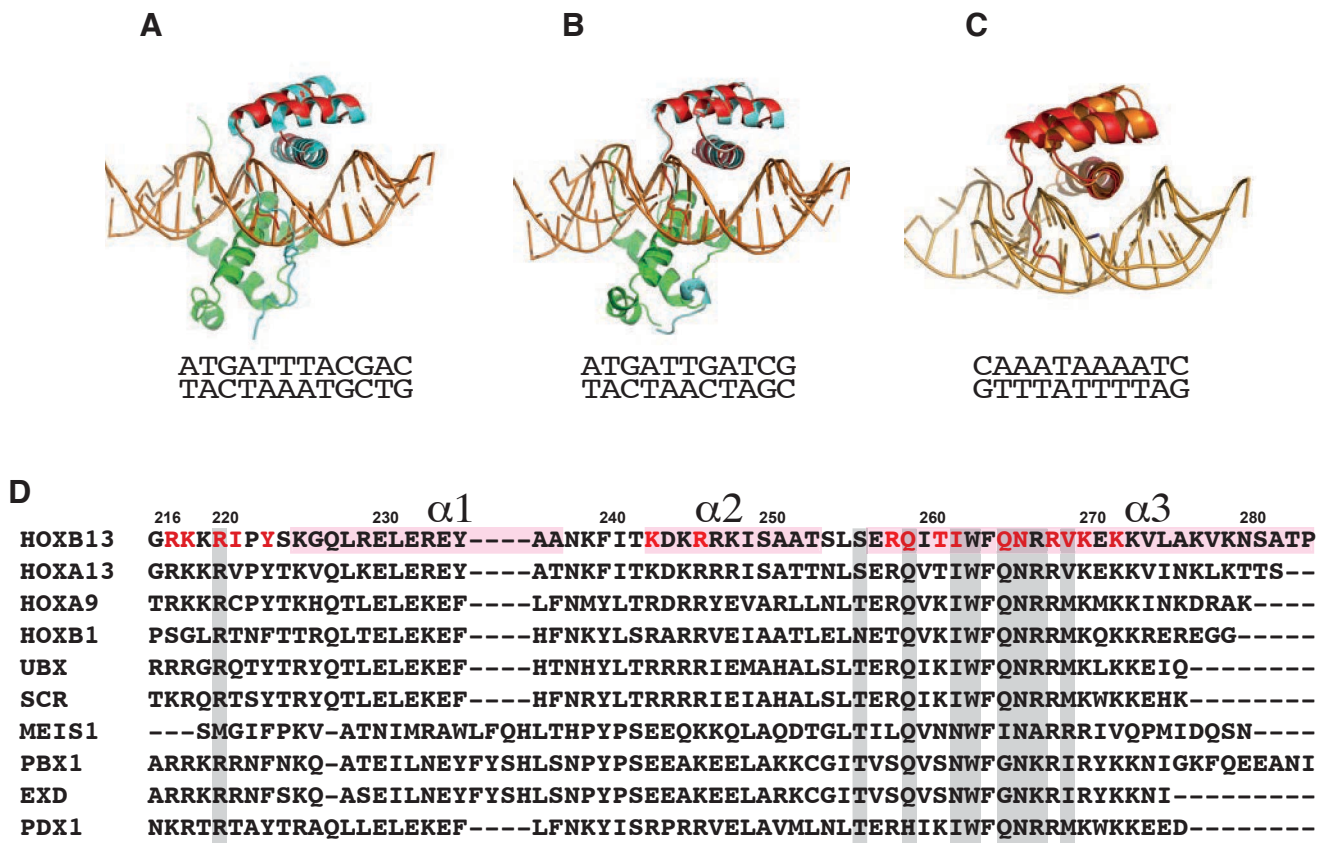 A B C
ATGATTTACGAC ATGATTGATCG CAAATAAAATC
TACTAAATGCTG TACTAACTAGC GTTTATTTTAG
D
α1 α2 α3
216 220 230 240 250 260 270 280
HOXB13 GRKKRIPYSKGQLRELEREY----AANKFITKDKRRKISAATSLSERQITIWFQNRRVKEKKVLAKVKNSATP
HOXA13 GRKKRVPYTKVQLKELEREY----ATNKFITKDKRRRISATTNLSERQVTIWFQNRRVKEKKVINKLKTTS--
HOXA9 TRKKRCPYTKHQTLELEKEF----LFNMYLTRDRRYEVARLLNLTERQVKIWFQNRRMKMKKINKDRAK----
HOXB1 PSGLRTNFTTRQLTELEKEF----HFNKYLSRARRVEIAATLELNETQVKIWFQNRRMKQKKREREGG-----
UBX RRRGRQTYTRYQTLELEKEF----HTNHYLTRRRRIEMAHALSLTERQIKIWFQNRRMKLKKEIQ--------
SCR TKRQRTSYTRYQTLELEKEF----HFNRYLTRRRRIEIAHALSLTERQIKIWFQNRRMKWKKEHK--------
MEIS1 ---SMGIFPKV-ATNIMRAWLFQHLTHPYPSEEQKKQLAQDTGLTILQVNNWFINARRRIVQPMIDQSN----
PBX1 ARRKRRNFNKQ-ATEILNEYFYSHLSNPYPSEEAKEELAKKCGITVSQVSNWFGNKRIRYKKNIGKFQEEANI
EXD ARRKRRNFSKQ-ASEILNEYFYSHLSNPYPSEEAKEELARKCGITVSQVSNWFGNKRIRYKKNI---------
PDX1 NKRTRTAYTRAQLLELEKEF----LFNKYISRPRRVELAVMLNLTERHIKIWFQNRRMKWKKEED--------